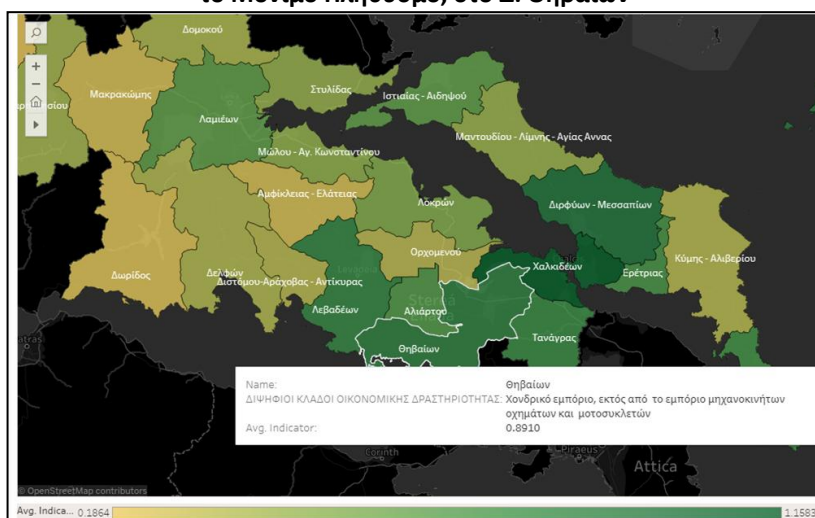 Δομοκού
Μακρακώμης
Στυλίδας
Λαμιέων
Ιστιαίας - Αιδηψού
Μαντουδίου - Λίμνης - Αγίας Άννας
Μώλου - Αγ. Κωνσταντίνου
Αμφίκλειας - Ελάτειας
Λοκρών
Διρφύων - Μεσσαπίων
Ορχομενού
Χαλκιδέων
Ερέτριας
Κύμης - Αλιβερίου
Δωρίδος
Δελφών
Διστόμου-Αράχοβας - Αντίκυρας
Λεβαδέων
Αλιάρτου
Τανάγρας
Θηβαίων
Name: Θηβαίων
ΔΙΨΗΦΙΟΙ ΚΛΑΔΟΙ ΟΙΚΟΝΟΜΙΚΗΣ ΔΡΑΣΤΗΡΙΟΤΗΤΑΣ: Χονδρικό εμπόριο, εκτός από το εμπόριο μηχανοκινήτων
οχημάτων και μοτοσυκλετών
Avg. Indicator: 0.8910
Corinth
Piraeus
Attica
© OpenStreetMap contributors
Avg. Indica... 0.1864 1.1583